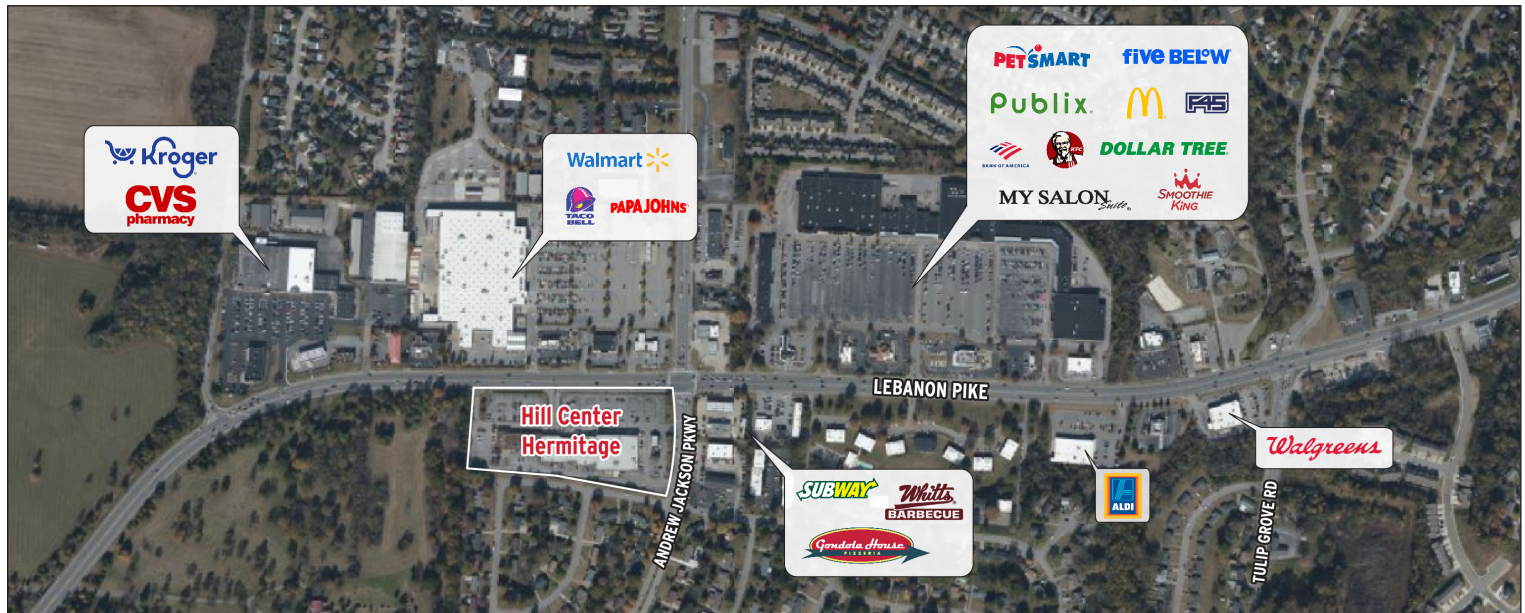 Kroger
CVS
pharmacy
Walmart
TACO
BELL
PAPA JOHNS
PETSMART
five BELOW
Publix.
F45
BANK OF AMERICA
KFC
DOLLAR TREE
MY SALON
Suite
SMOOTHIE
KING
Hill Center
Hermitage
LEBANON PIKE
ANDREW JACKSON PKWY
SUBWAY
Whitts
BARBECUE
Gondola House
PIZZERIA
ALDI
Walgreens
TULIP GROVE RD